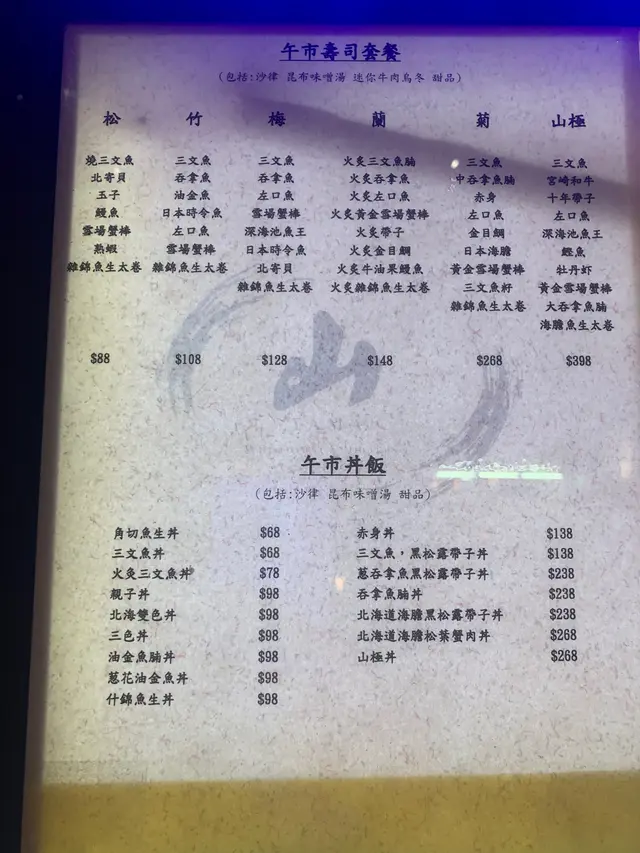 午市壽司套餐
(包括:沙律 昆布味噌湯 迷你牛肉烏冬 甜品)
松 竹 梅 蘭 菊 山極
燒三文魚 三文魚 三文魚 火炙三文魚腩 三文魚 三文魚
北寄貝 吞拿魚 吞拿魚 火炙吞拿魚 中吞拿魚腩 宮崎和牛
玉子 油金魚 左口魚 火炙左口魚 赤身 十年帶子
鰻魚 日本時令魚 雪場蟹棒 火炙黃金雪場蟹棒 左口魚 左口魚
雪場蟹棒 左口魚 深海池魚王 火炙帶子 金目鯛 深海池魚王
熟蝦 雪場蟹棒 日本時令魚 火炙金目鯛 日本海膽 鰹魚
雜錦魚生太卷 雜錦魚生太卷 北寄貝 火炙牛油果鰻魚 黃金雪場蟹棒 牡丹虾
雜錦魚生太卷 火炙雜錦魚生太卷 三文魚籽 黃金雪場蟹棒
雜錦魚生太卷 大吞拿魚腩
海膽魚生太卷
$88 $108 $128 $148 $268 $398
山
午市丼飯
(包括:沙律 昆布味噌湯 甜品)
角切魚生丼 $68 赤身丼 $138
三文魚丼 $68 三文魚，黑松露帶子丼 $138
火炙三文魚丼 $78 蔥吞拿魚黑松露帶子丼 $238
親子丼 $98 吞拿魚腩丼 $238
北海雙色丼 $98 北海道海膽黑松露帶子丼 $238
三色丼 $98 北海道海膽松葉蟹肉丼 $268
油金魚腩丼 $98 山極丼 $268
蔥花油金魚丼 $98
什錦魚生丼 $98